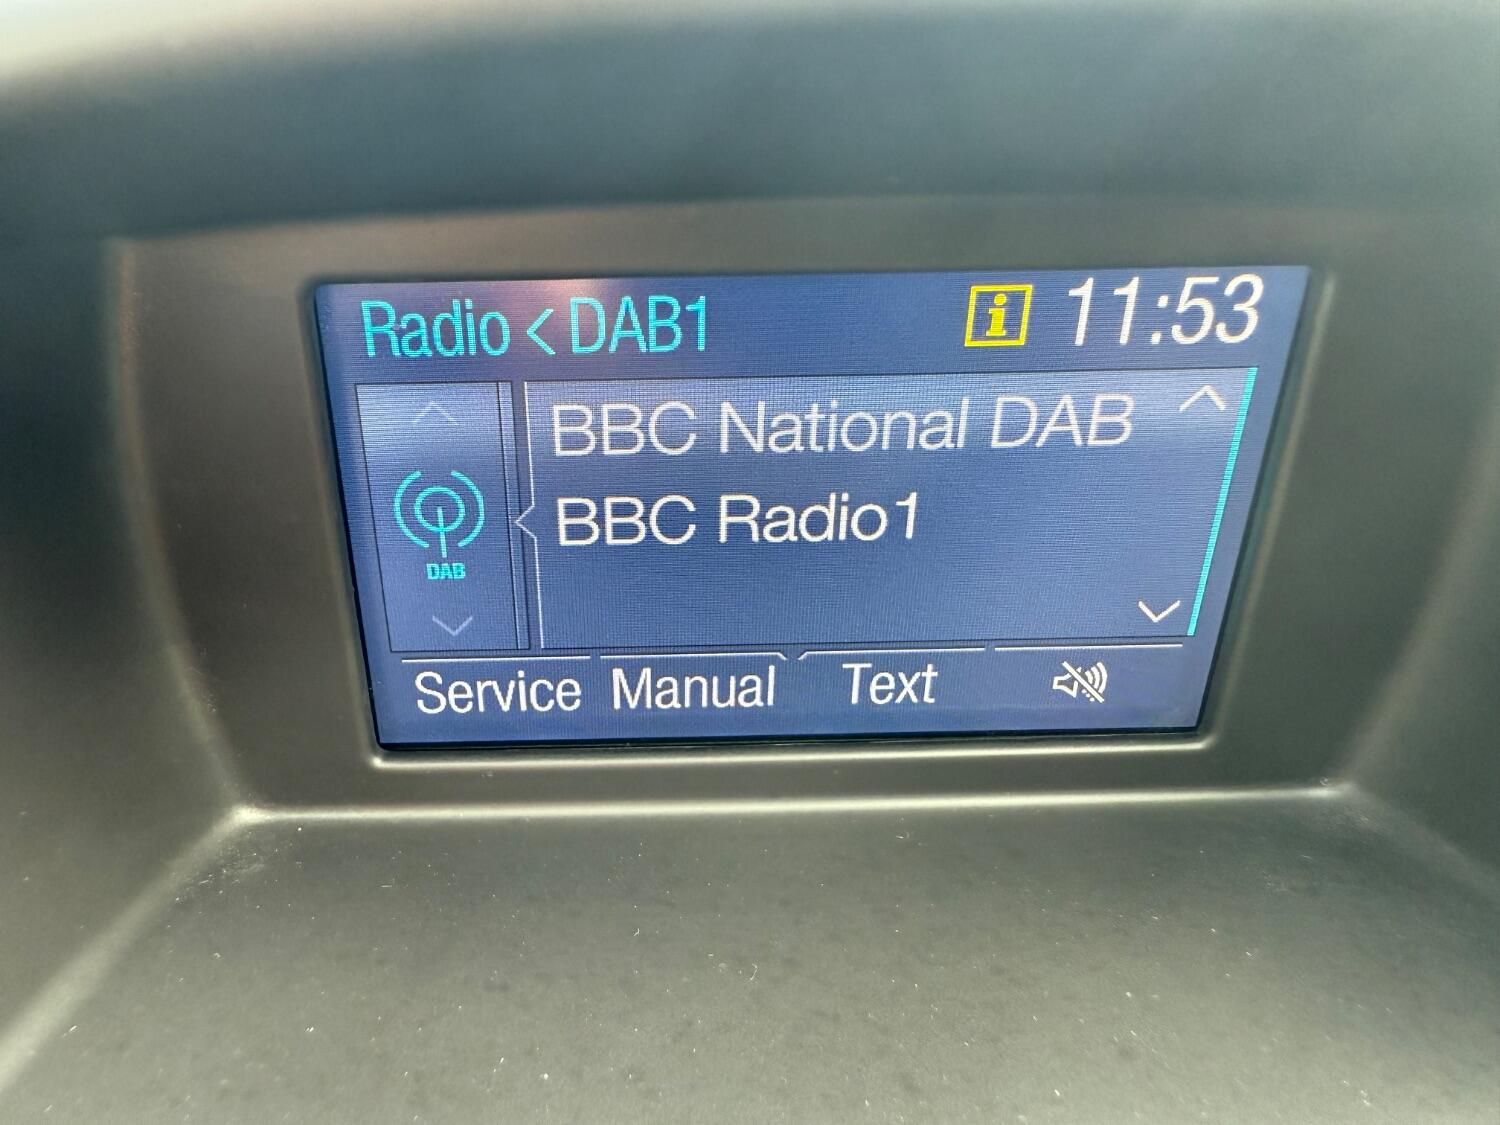 Radio < DAB1 i 11:53
BBC National DAB
BBC Radio1
DAB
Service Manual Text